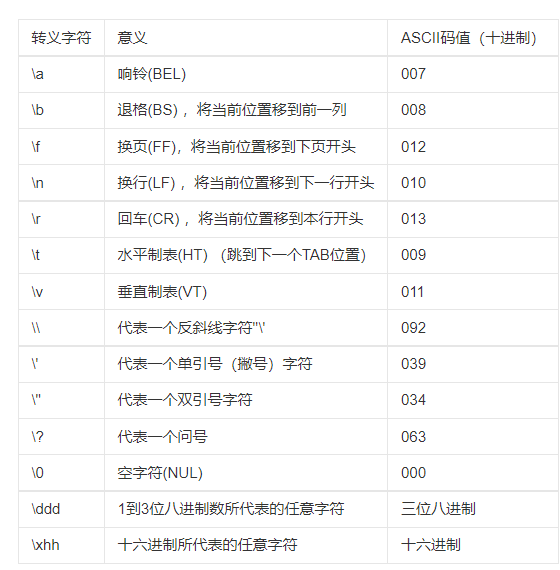 转义字符 意义 ASCII码值（十进制）
\a 响铃(BEL) 007
\b 退格(BS) ，将当前位置移到前一列 008
\f 换页(FF)，将当前位置移到下页开头 012
\n 换行(LF) ，将当前位置移到下一行开头 010
\r 回车(CR) ，将当前位置移到本行开头 013
\t 水平制表(HT) （跳到下一个TAB位置） 009
\v 垂直制表(VT) 011
\\ 代表一个反斜线字符''\' 092
\' 代表一个单引号（撇号）字符 039
\" 代表一个双引号字符 034
\? 代表一个问号 063
\0 空字符(NUL) 000
\ddd 1到3位八进制数所代表的任意字符 三位八进制
\xhh 十六进制所代表的任意字符 十六进制